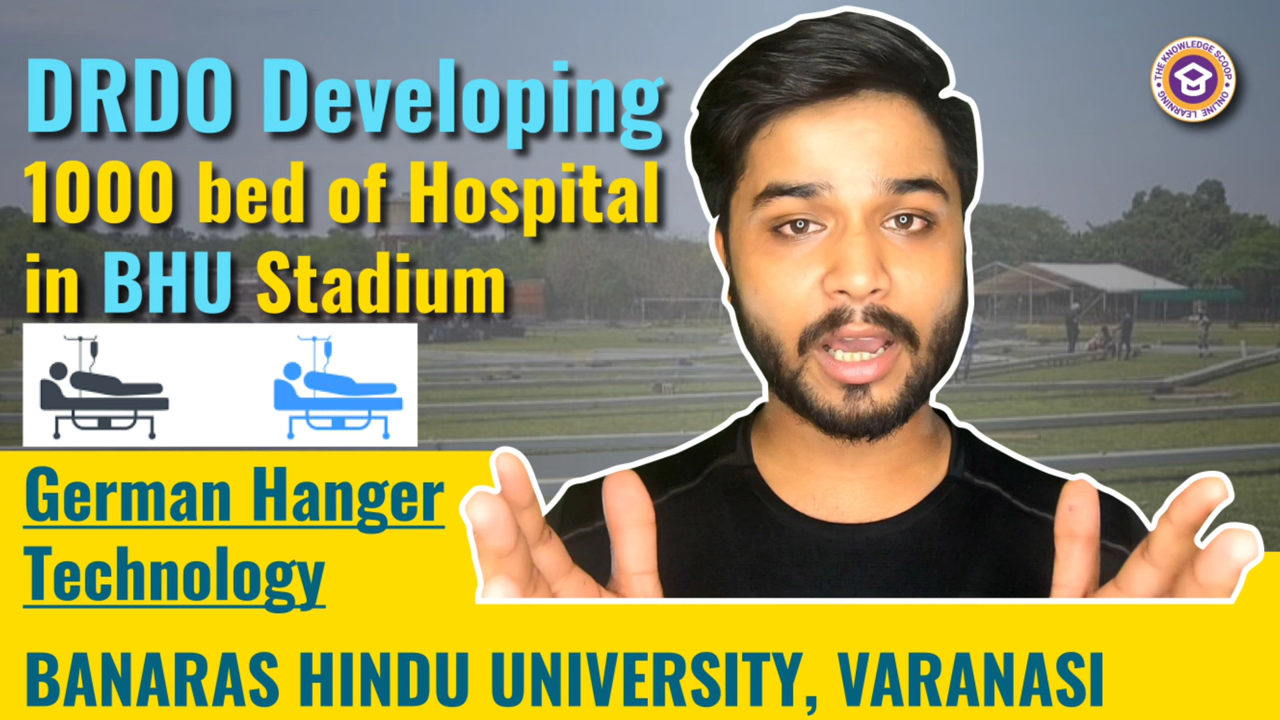 DRDO Developing
1000 bed of Hospital
in BHU Stadium
THE KNOWLEDGE SCOOP
ONLINE LEARNING
German Hanger
Technology
BANARAS HINDU UNIVERSITY, VARANASI